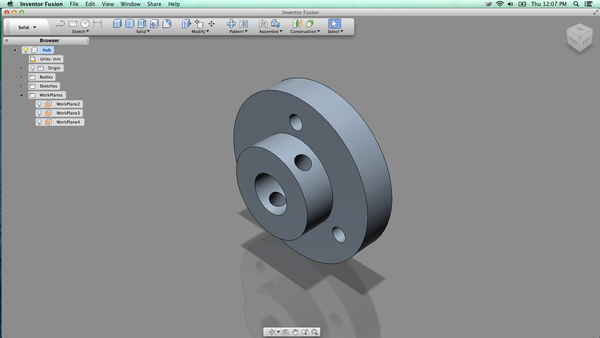 Inventor Fusion File Edit View Window Share Help Thu 12:07 PM
Inventor Fusion
Solid
Sketch Solid Modify Pattern Assemble Construction Select
Browser
hub
Units: mm
Origin
Bodies
Sketches
WorkPlanes
WorkPlane2
WorkPlane3
WorkPlane4